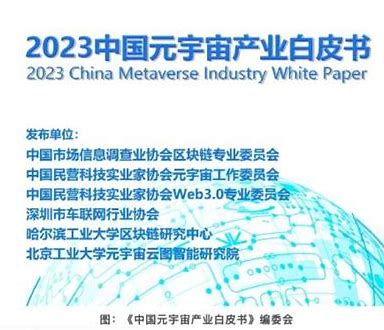 2023中国元宇宙产业白皮书
2023 China Metaverse Industry White Paper
发布单位：
中国市场信息调查业协会区块链专业委员会
中国民营科技实业家协会元宇宙工作委员会
中国民营科技实业家协会Web3.0专业委员会
深圳市车联网行业协会
哈尔滨工业大学区块链研究中心
北京工业大学元宇宙云图智能研究院
图：《中国元宇宙产业白皮书》编委会